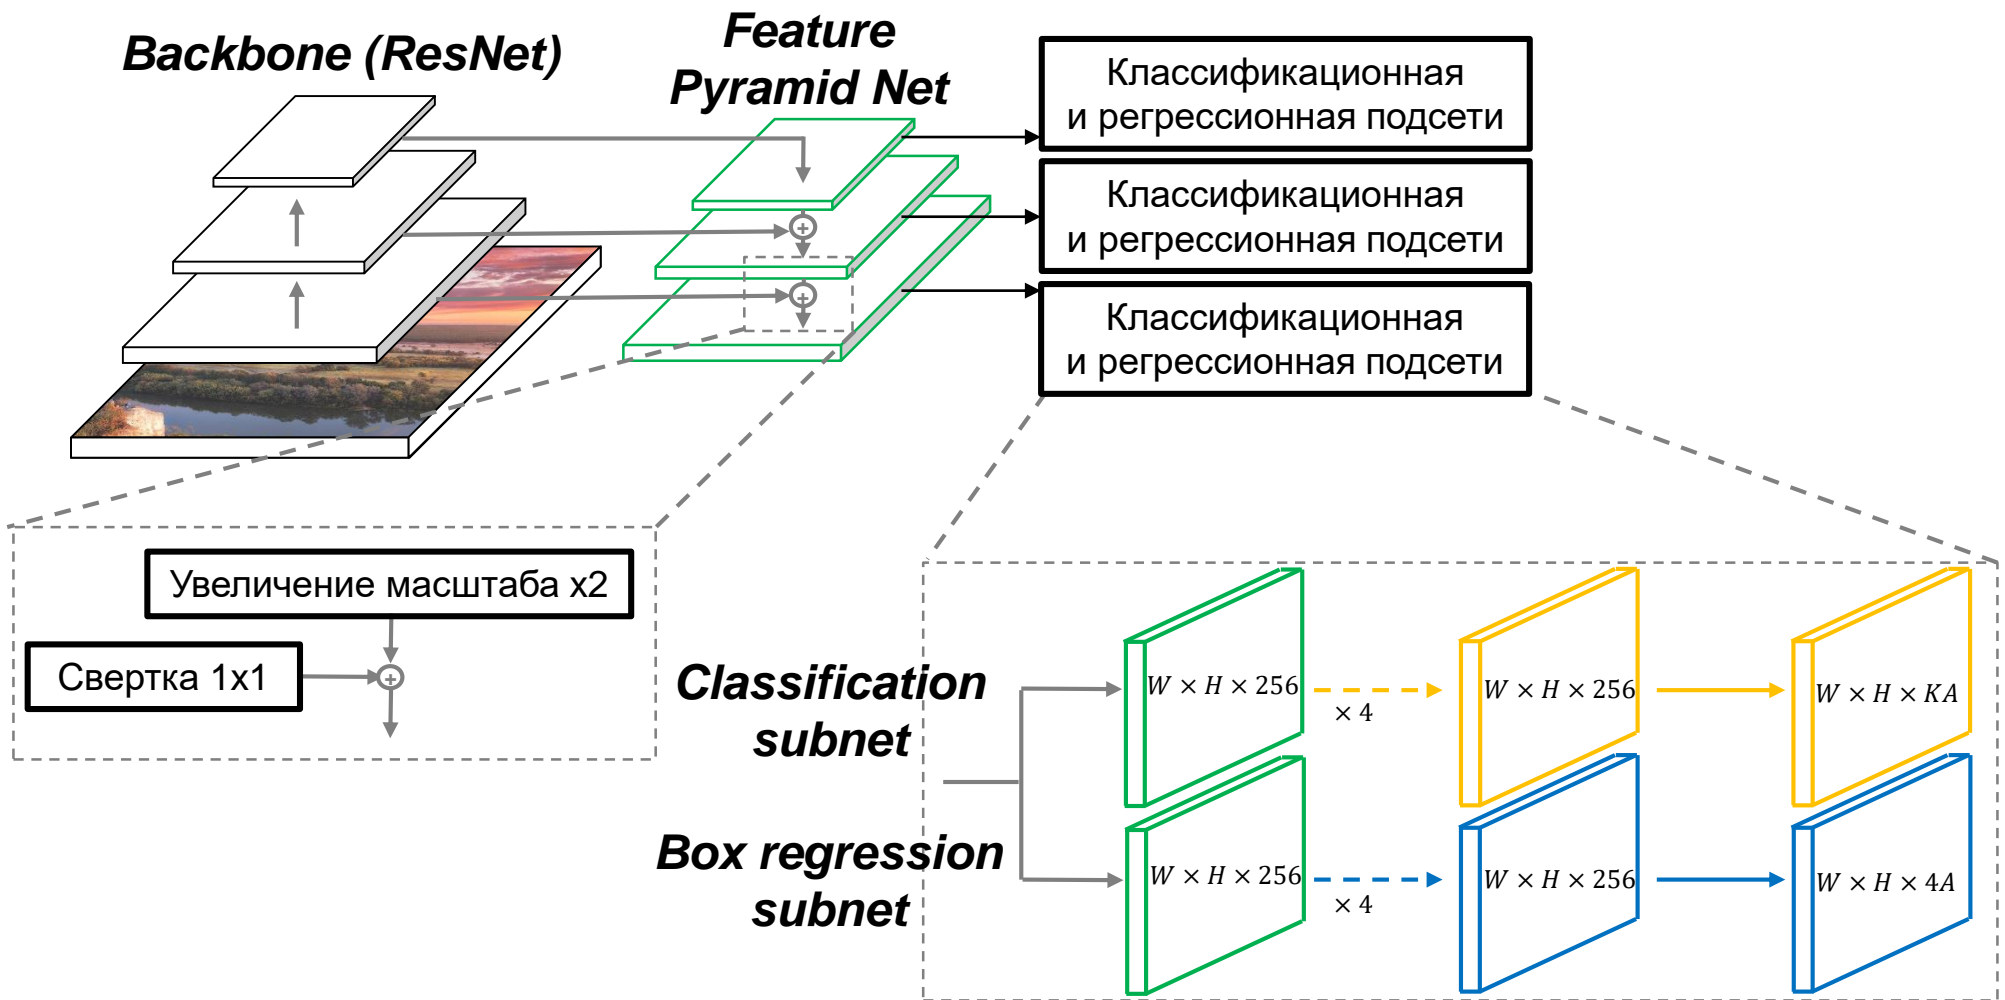 Backbone (ResNet)
Feature
Pyramid Net
Классификационная
и регрессионная подсети
Классификационная
и регрессионная подсети
Классификационная
и регрессионная подсети
+
+
Увеличение масштаба x2
Свертка 1x1
+
Classification
subnet
W × H × 256
× 4
W × H × 256
W × H × KA
Box regression
subnet
W × H × 256
× 4
W × H × 256
W × H × 4A